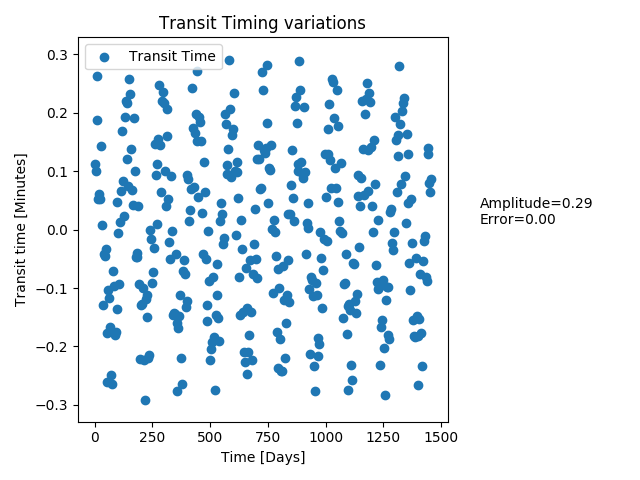 Transit Timing variations
Transit Time
0.3
0.2
0.1
0.0
−0.1
−0.2
−0.3
Transit time [Minutes]
0
250
500
750
1000
1250
1500
Time [Days]
Amplitude=0.29
Error=0.00